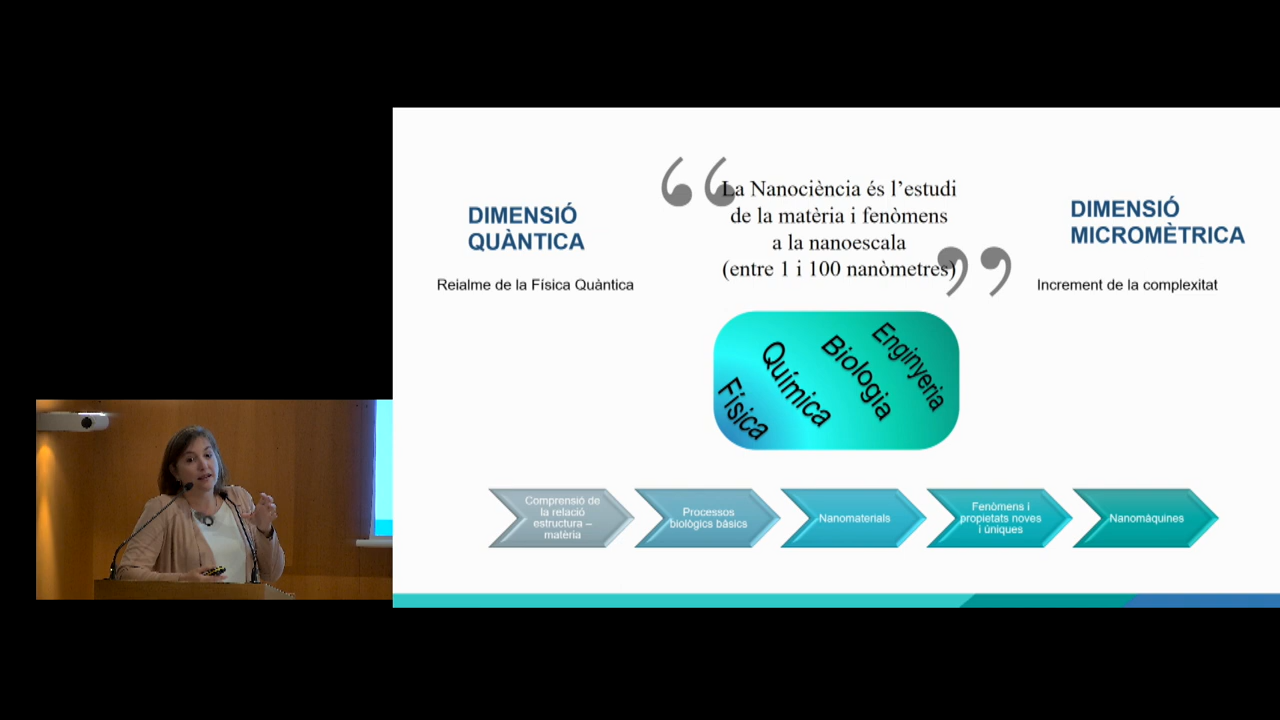 DIMENSIÓ
QUÀNTICA
Reialme de la Física Quàntica
“La Nanociència és l’estudi
de la matèria i fenòmens
a la nanoescala
(entre 1 i 100 nanòmetres)”
DIMENSIÓ
MICROMÈTRICA
Increment de la complexitat
Física
Química
Biologia
Enginyeria
Comprensió de
la relació
estructura –
matèria
Processos
biològics bàsics
Nanomaterials
Fenòmens i
propietats noves
i úniques
Nanomàquines